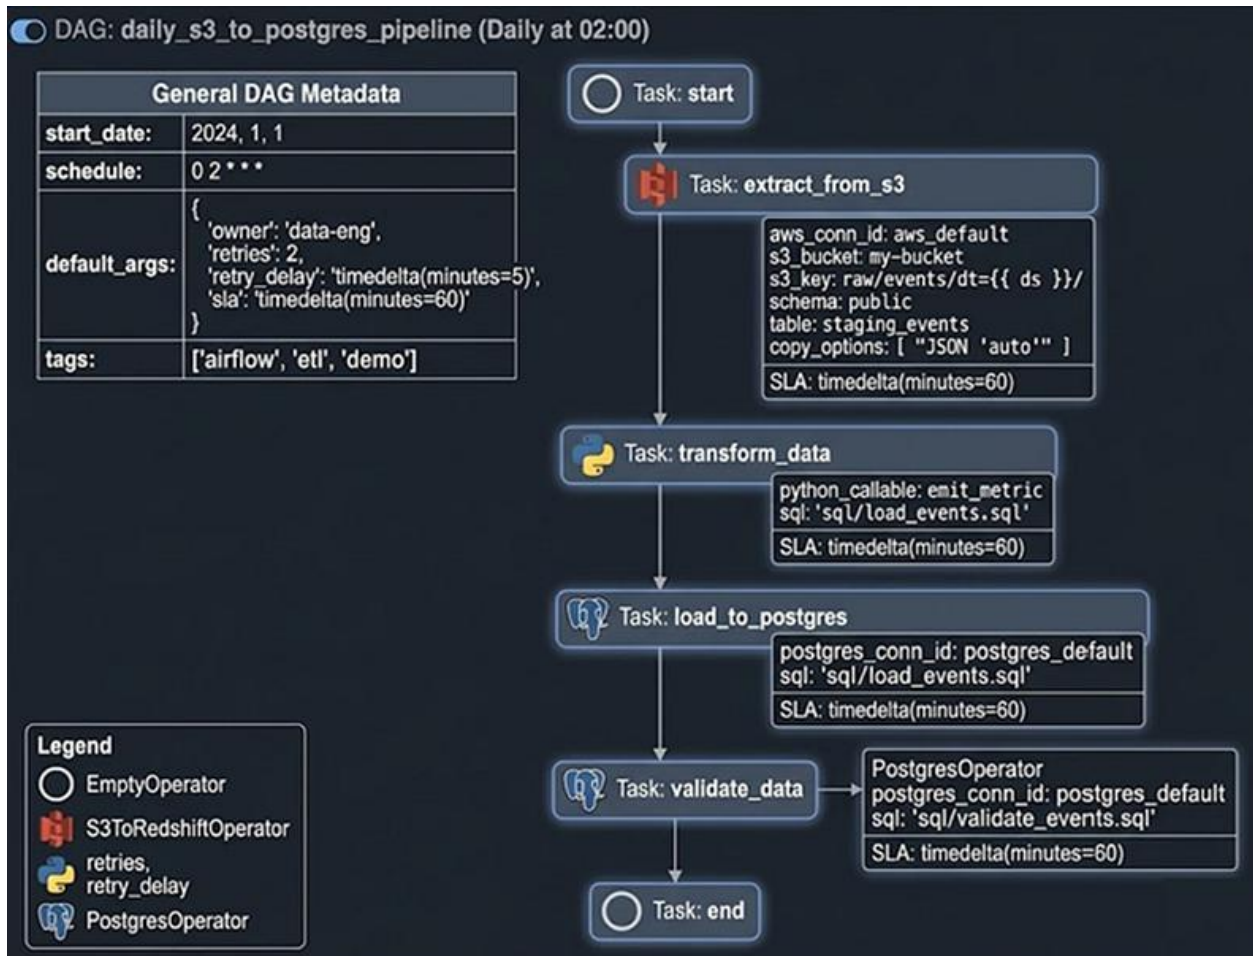 DAG: daily_s3_to_postgres_pipeline (Daily at 02:00)
General DAG Metadata
start_date: 2024, 1, 1
schedule: 0 2 * * *
default_args:
{
'owner': 'data-eng',
'retries': 2,
'retry_delay': 'timedelta(minutes=5)',
'sla': 'timedelta(minutes=60)'
}
tags: ['airflow', 'etl', 'demo']
Task: start
Task: extract_from_s3
aws_conn_id: aws_default
s3_bucket: my-bucket
s3_key: raw/events/dt={{ ds }}/
schema: public
table: staging_events
copy_options: [ "JSON 'auto'" ]
SLA: timedelta(minutes=60)
Task: transform_data
python_callable: emit_metric
sql: 'sql/load_events.sql'
SLA: timedelta(minutes=60)
Task: load_to_postgres
postgres_conn_id: postgres_default
sql: 'sql/load_events.sql'
SLA: timedelta(minutes=60)
Task: validate_data
PostgresOperator
postgres_conn_id: postgres_default
sql: 'sql/validate_events.sql'
SLA: timedelta(minutes=60)
Task: end
Legend
EmptyOperator
S3ToRedshiftOperator
retries,
retry_delay
PostgresOperator